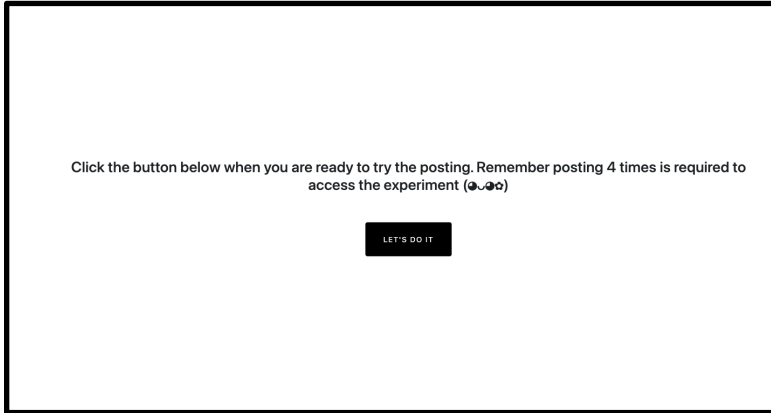 Click the button below when you are ready to try the posting. Remember posting 4 times is required to
access the experiment (◕◡◕✿)
LET'S DO IT